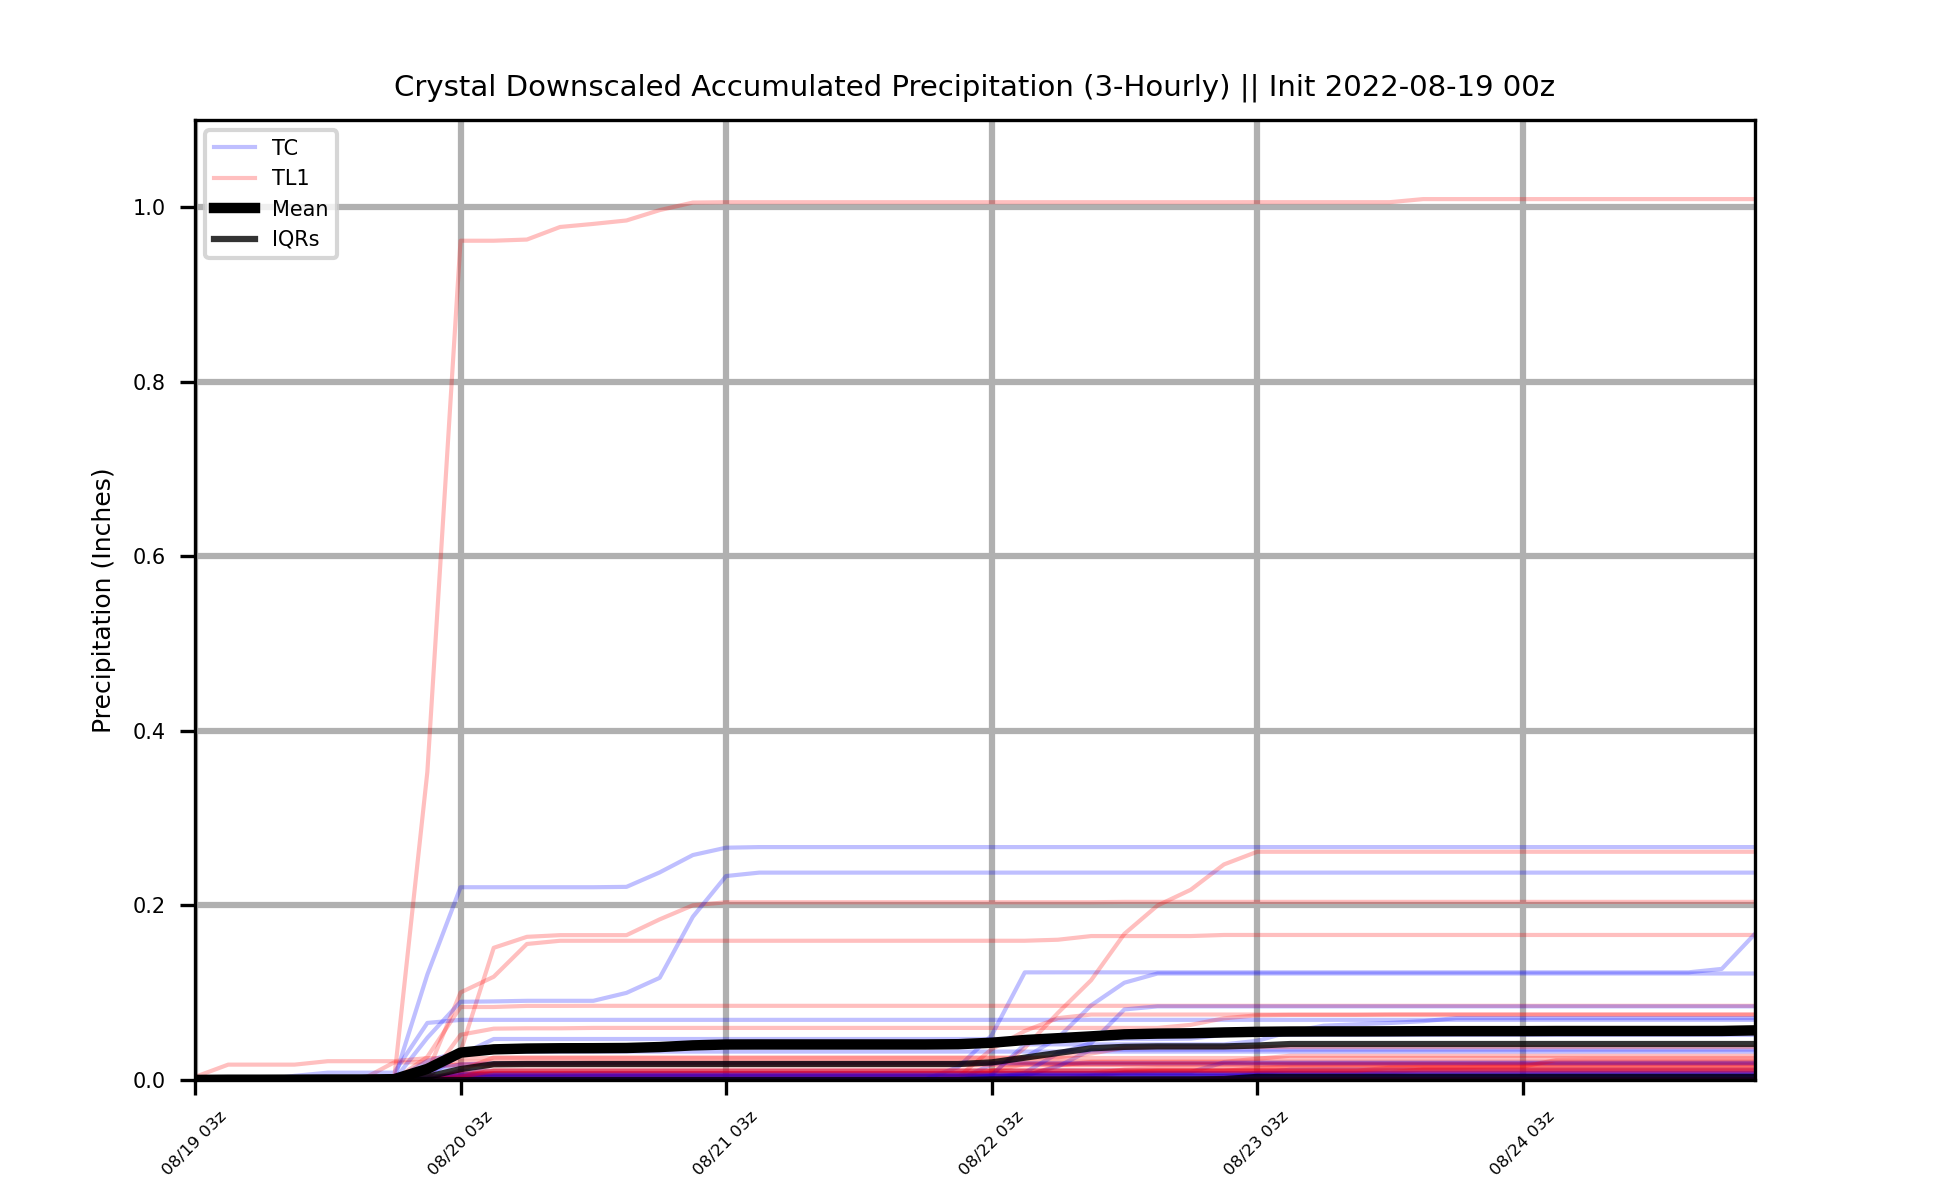 Crystal Downscaled Accumulated Precipitation (3-Hourly) || Init 2022-08-19 00z
TC
TL1
Mean
IQRs
Precipitation (Inches)
1.0
0.8
0.6
0.4
0.2
0.0
08/19 03z
08/20 03z
08/21 03z
08/22 03z
08/23 03z
08/24 03z